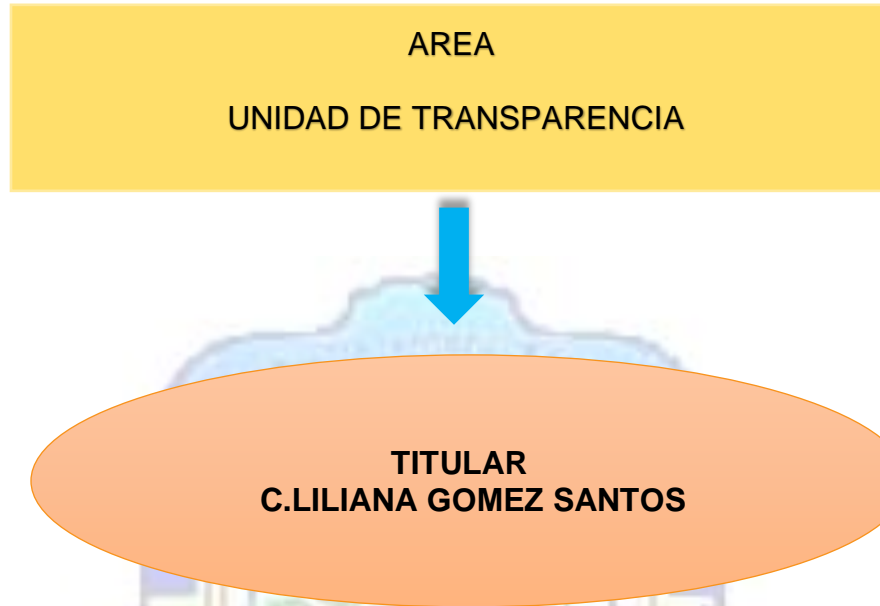 AREA
UNIDAD DE TRANSPARENCIA
TITULAR
C.LILIANA GOMEZ SANTOS